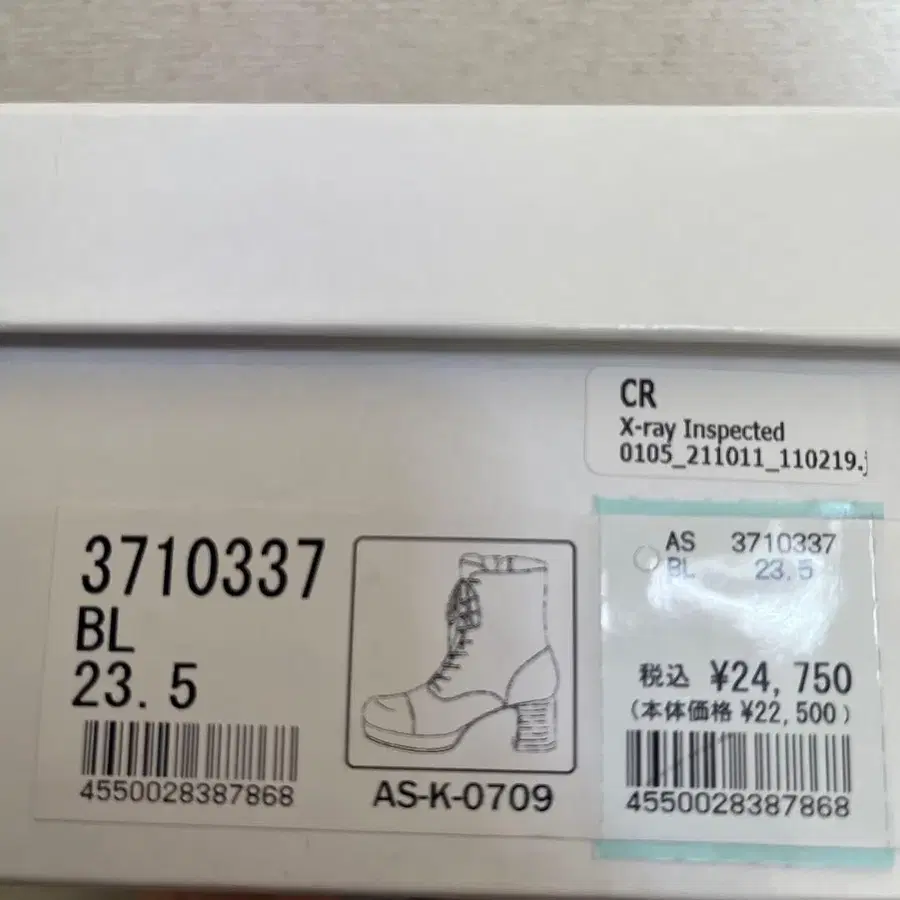 CR
X-ray Inspected
0105_211011_110219.j
3710337
BL
23.5
4550028387868
AS-K-0709
AS 3710337
BL 23.5
税込 ¥24,750
(本体価格 ¥22,500)
4550028387868